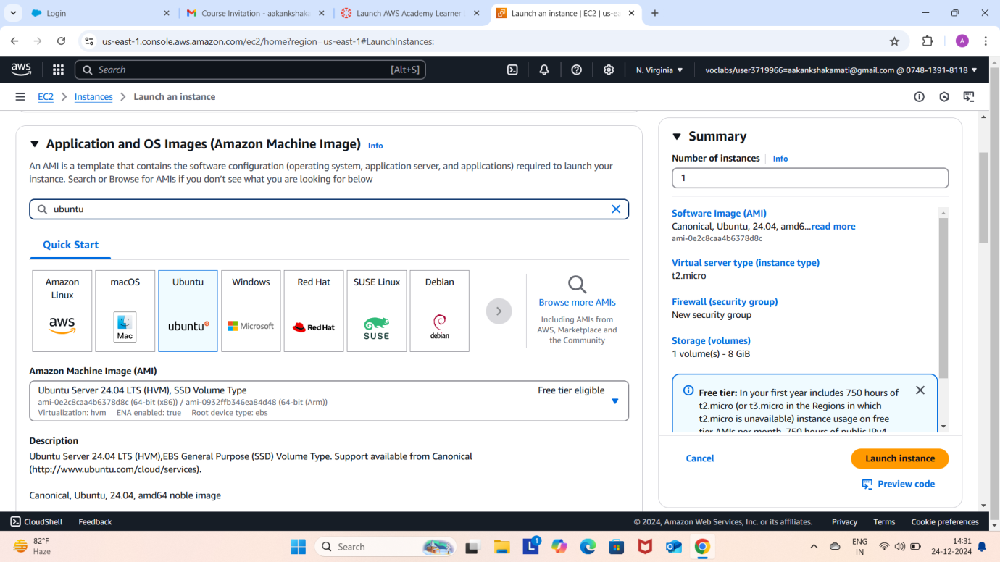 Login
Course Invitation - aakanksha
Launch AWS Academy Learner
Launch an instance | EC2 | us-ea
us-east-1.console.aws.amazon.com/ec2/home?region=us-east-1#LaunchInstances:
A
aws
Search
[Alt+S]
N. Virginia
voclabs/user3719966=aakankshakamati@gmail.com @ 0748-1391-8118
EC2
Instances
Launch an instance
Application and OS Images (Amazon Machine Image)
Info
An AMI is a template that contains the software configuration (operating system, application server, and applications) required to launch your
instance. Search or Browse for AMIs if you don't see what you are looking for below
ubuntu
Quick Start
Amazon
Linux
aws
macOS
Mac
Ubuntu
ubuntu
Windows
Microsoft
Red Hat
Red Hat
SUSE Linux
SUSE
Debian
debian
Browse more AMIs
Including AMIs from
AWS, Marketplace and
the Community
Amazon Machine Image (AMI)
Ubuntu Server 24.04 LTS (HVM), SSD Volume Type
Free tier eligible
ami-0e2c8caa4b6378d8c (64-bit (x86)) / ami-0932ffb346ea84d48 (64-bit (Arm))
Virtualization: hvm ENA enabled: true Root device type: ebs
Description
Ubuntu Server 24.04 LTS (HVM),EBS General Purpose (SSD) Volume Type. Support available from Canonical
(http://www.ubuntu.com/cloud/services).
Canonical, Ubuntu, 24.04, amd64 noble image
Summary
Number of instances
Info
1
Software Image (AMI)
Canonical, Ubuntu, 24.04, amd6...read more
ami-0e2c8caa4b6378d8c
Virtual server type (instance type)
t2.micro
Firewall (security group)
New security group
Storage (volumes)
1 volume(s) - 8 GiB
Free tier: In your first year includes 750 hours of
t2.micro (or t3.micro in the Regions in which
t2.micro is unavailable) instance usage on free
tier AMIs per month, 750 hours of public IPv4
Cancel
Launch instance
Preview code
CloudShell
Feedback
© 2024, Amazon Web Services, Inc. or its affiliates.
Privacy
Terms
Cookie preferences
82°F
Haze
Search
L
1
ENG
IN
14:31
24-12-2024